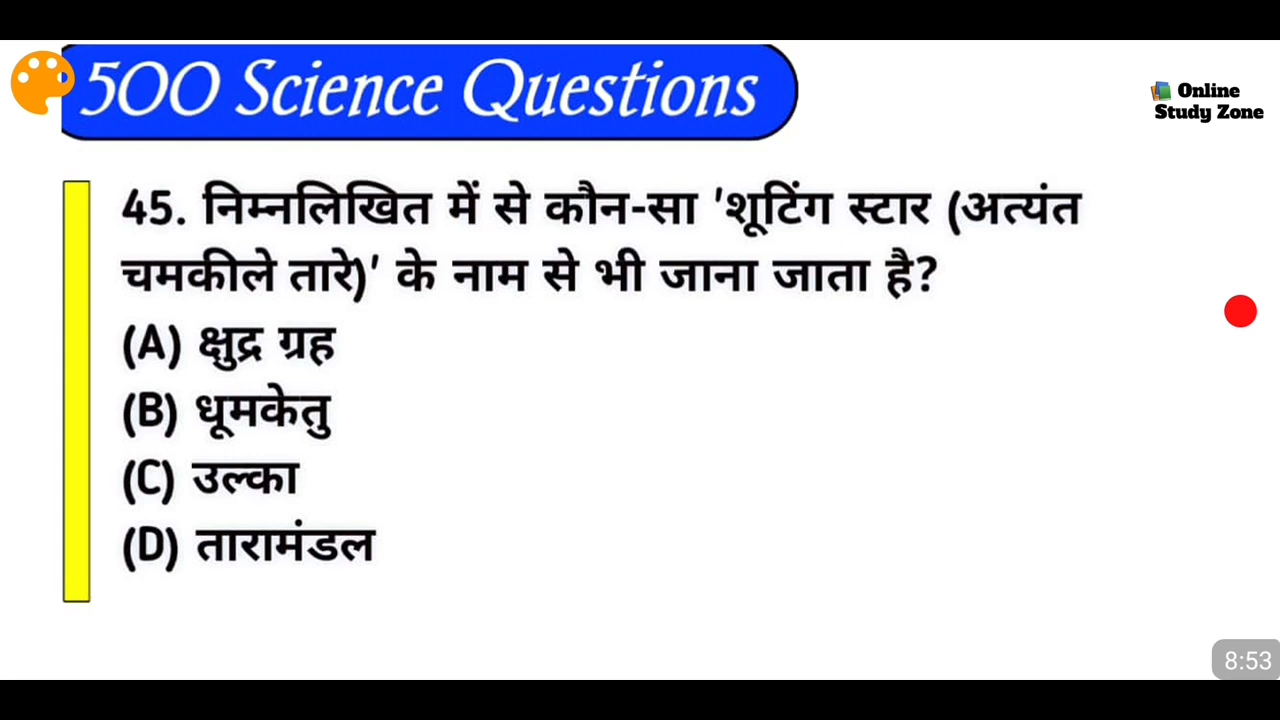 500 Science Questions
Online
Study Zone
45. निम्नलिखित में से कौन-सा 'शूटिंग स्टार (अत्यंत
चमकीले तारे)' के नाम से भी जाना जाता है?
(A) क्षुद्र ग्रह
(B) धूमकेतु
(C) उल्का
(D) तारामंडल
8:53